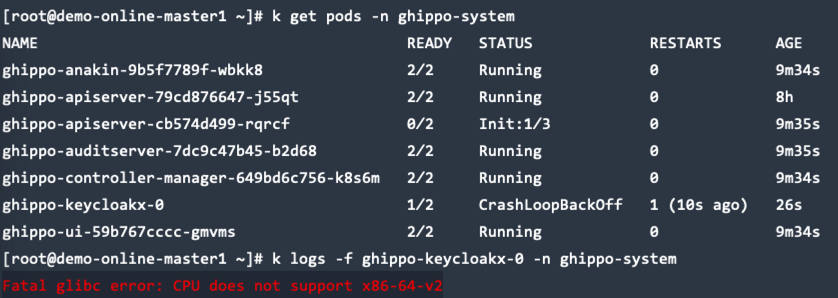 [root@demo-online-master1 ~]# k get pods -n ghippo-system
NAME READY STATUS RESTARTS AGE
ghippo-anakin-9b5f7789f-wbkk8 2/2 Running 0 9m34s
ghippo-apiserver-79cd876647-j55qt 2/2 Running 0 8h
ghippo-apiserver-cb574d499-rqrcf 0/2 Init:1/3 0 9m35s
ghippo-auditserver-7dc9c47b45-b2d68 2/2 Running 0 9m35s
ghippo-controller-manager-649bd6c756-k8s6m 2/2 Running 0 9m34s
ghippo-keycloakx-0 1/2 CrashLoopBackOff 1 (10s ago) 26s
ghippo-ui-59b767cccc-gmvms 2/2 Running 0 9m34s
[root@demo-online-master1 ~]# k logs -f ghippo-keycloakx-0 -n ghippo-system
Fatal glibc error: CPU does not support x86-64-v2